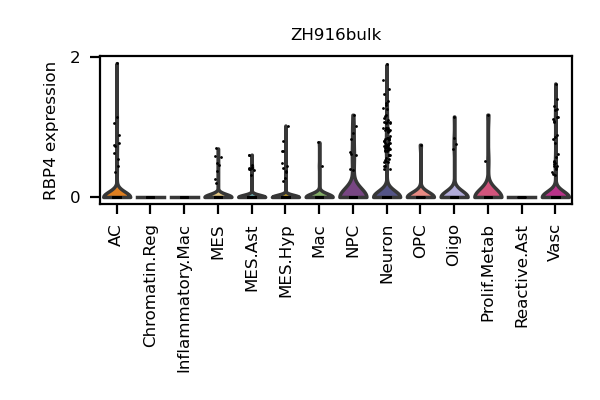 ZH916bulk
RBP4 expression
2
0
AC
Chromatin.Reg
Inflammatory.Mac
MES
MES.Ast
MES.Hyp
Mac
NPC
Neuron
OPC
Oligo
Prolif.Metab
Reactive.Ast
Vasc